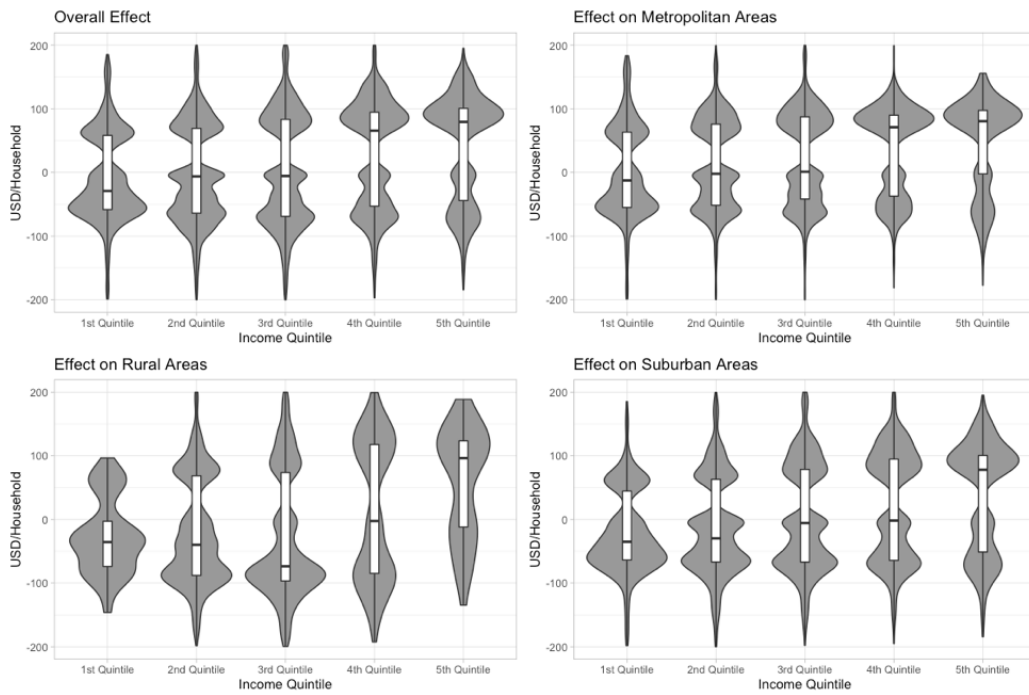 Overall Effect
USD/Household
200
100
0
-100
-200
1st Quintile 2nd Quintile 3rd Quintile 4th Quintile 5th Quintile
Income Quintile
Effect on Metropolitan Areas
USD/Household
200
100
0
-100
-200
1st Quintile 2nd Quintile 3rd Quintile 4th Quintile 5th Quintile
Income Quintile
Effect on Rural Areas
USD/Household
200
100
0
-100
-200
1st Quintile 2nd Quintile 3rd Quintile 4th Quintile 5th Quintile
Income Quintile
Effect on Suburban Areas
USD/Household
200
100
0
-100
-200
1st Quintile 2nd Quintile 3rd Quintile 4th Quintile 5th Quintile
Income Quintile